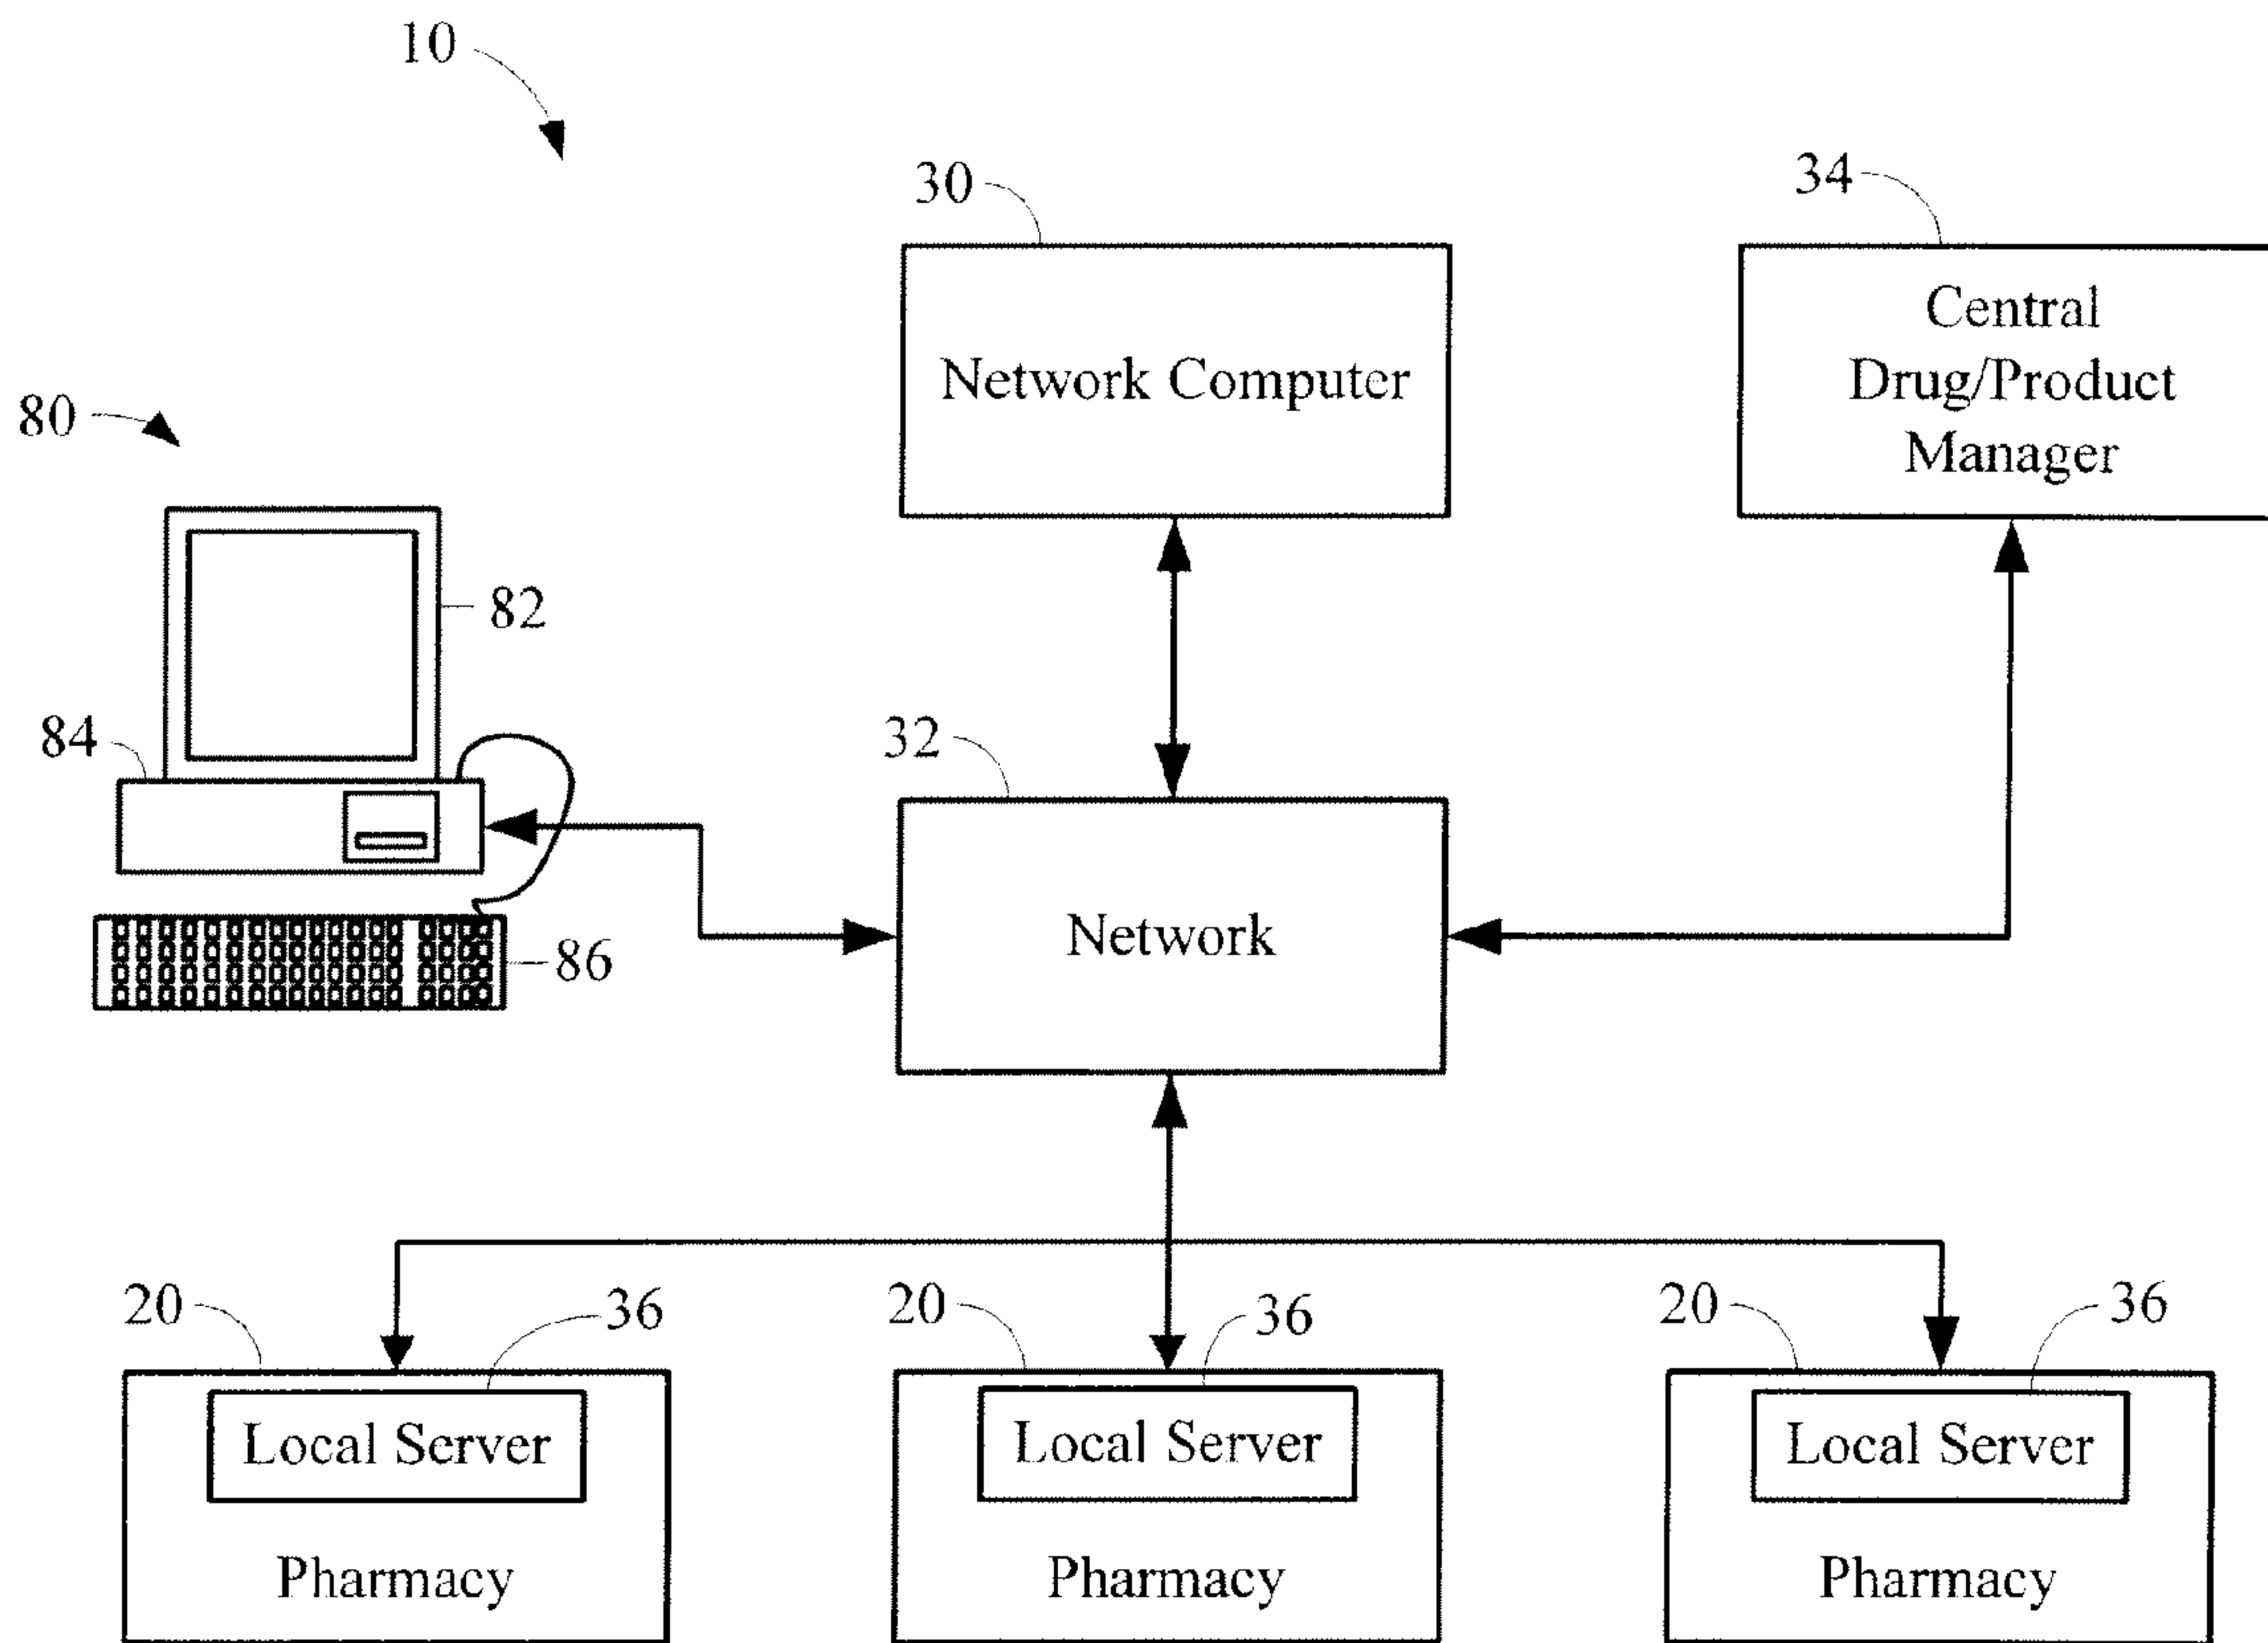 10
30
34
Network Computer
Central
Drug/Product
Manager
80
82
84
32
Network
86
20
36
20
36
20
36
Local Server
Local Server
Local Server
Pharmacy
Pharmacy
Pharmacy